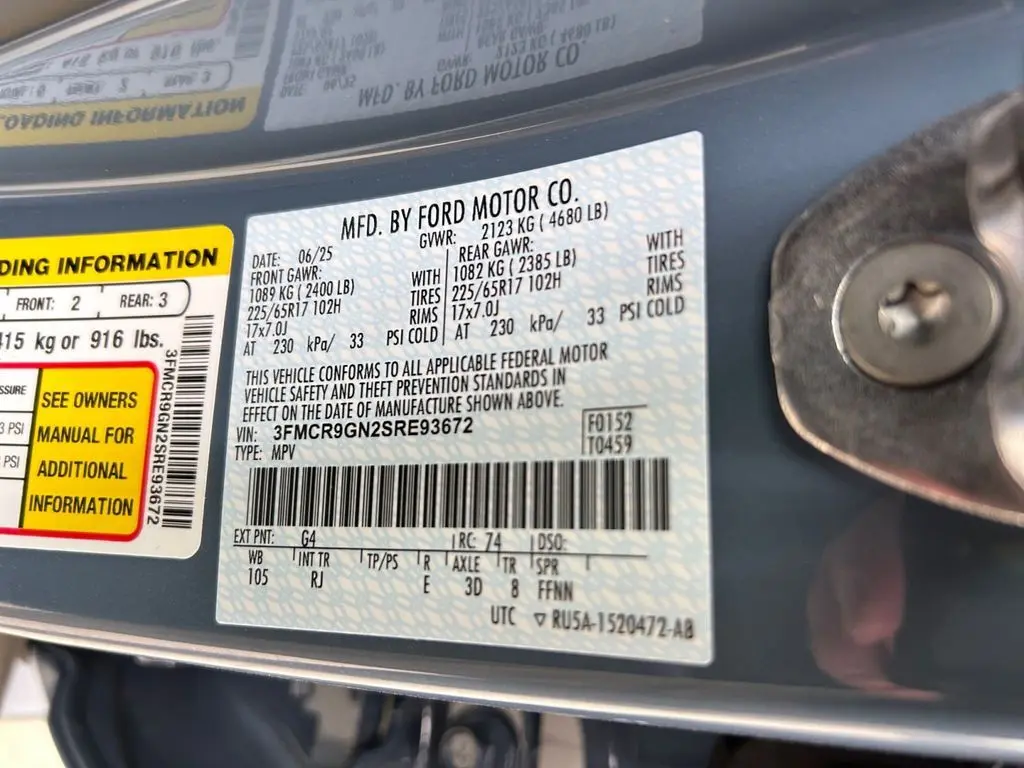 DING INFORMATION
FRONT: 2 REAR: 3
415 kg or 916 lbs.
SSURE
3 PSI
PSI
SEE OWNERS
MANUAL FOR
ADDITIONAL
INFORMATION
3FMCR9GN2SRE93672
MFD. BY FORD MOTOR CO.
DATE: 06/25 GVWR: 2123 KG ( 4680 LB)
FRONT GAWR: WITH REAR GAWR: WITH
1089 KG ( 2400 LB) TIRES 1082 KG ( 2385 LB) TIRES
225/65R17 102H RIMS 225/65R17 102H RIMS
17x7.0J 17x7.0J
AT 230 kPa/ 33 PSI COLD AT 230 kPa/ 33 PSI COLD
THIS VEHICLE CONFORMS TO ALL APPLICABLE FEDERAL MOTOR
VEHICLE SAFETY AND THEFT PREVENTION STANDARDS IN
EFFECT ON THE DATE OF MANUFACTURE SHOWN ABOVE.
VIN: 3FMCR9GN2SRE93672 F0152
TYPE: MPV T0459
EXT PNT: G4 RC: 74 DSO:
WB INT TR TP/PS R AXLE TR SPR
105 RJ E 3D 8 FFNN
UTC ▽ RU5A-1520472-AB